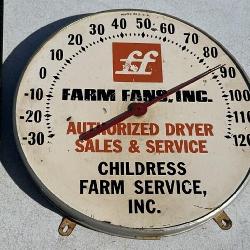 ff
FARM FANS, INC.
AUTHORIZED DRYER
SALES & SERVICE
CHILDRESS
FARM SERVICE,
INC.
-30
-20
-10
0
10
20
30
40
50
60
70
80
90
100
110
120